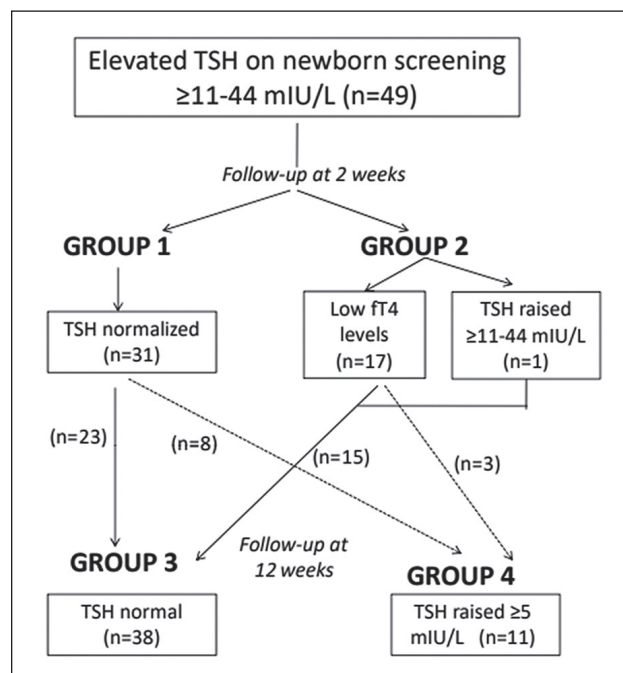 Elevated TSH on newborn screening
≥11-44 mIU/L (n=49)
Follow-up at 2 weeks
GROUP 1
GROUP 2
TSH normalized
(n=31)
Low fT4
levels
(n=17)
TSH raised
≥11-44 mIU/L
(n=1)
(n=23)
(n=8)
(n=15)
(n=3)
GROUP 3
Follow-up at
12 weeks
GROUP 4
TSH normal
(n=38)
TSH raised ≥5
mIU/L (n=11)